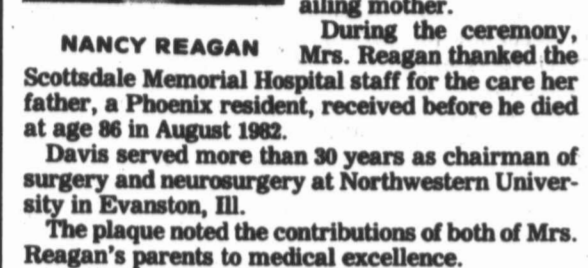 ailing mother.
During the ceremony,
NANCY REAGAN
Mrs. Reagan thanked the
Scottsdale Memorial Hospital staff for the care her
father, a Phoenix resident, received before he died
at age 86 in August 1982.
Davis served more than 30 years as chairman of
surgery and neurosurgery at Northwestern Univer-
sity in Evanston, Ill.
The plaque noted the contributions of both of Mrs.
Reagan's parents to medical excellence.